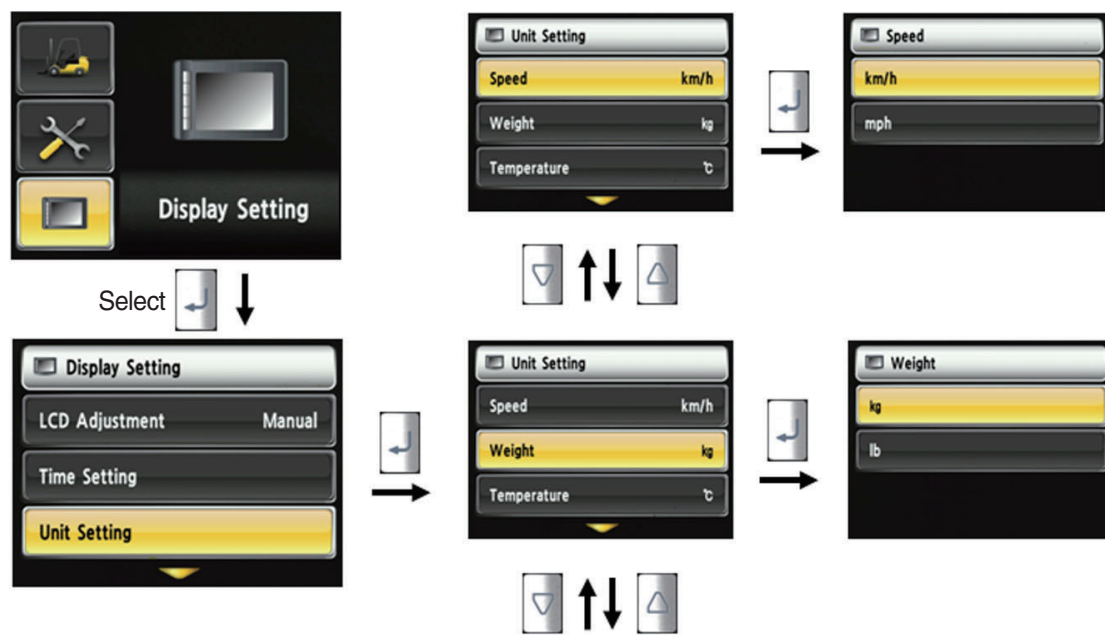 Display Setting
Select
Display Setting
LCD Adjustment Manual
Time Setting
Unit Setting
Unit Setting
Speed km/h
Weight kg
Temperature ℃
Speed
km/h
mph
Unit Setting
Speed km/h
Weight kg
Temperature ℃
Weight
kg
lb